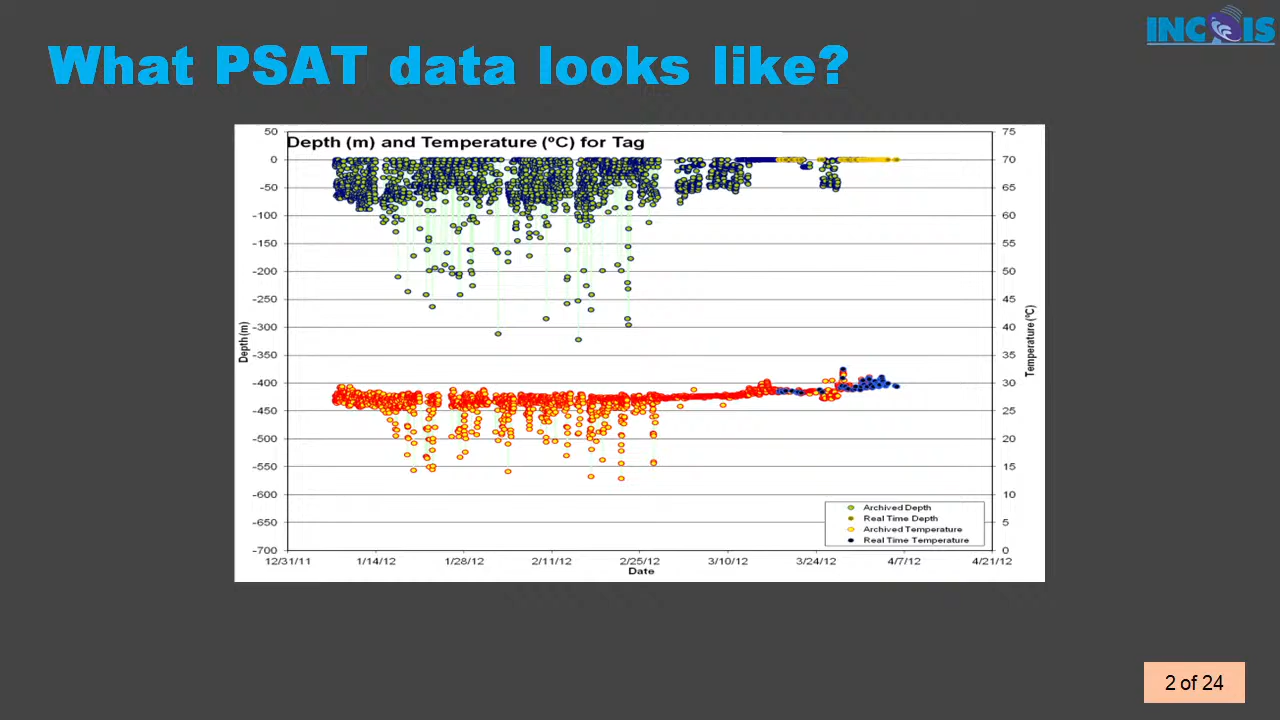 INCOIS
What PSAT data looks like?
Depth (m) and Temperature (ºC) for Tag
50
0
-50
-100
-150
-200
-250
-300
-350
-400
-450
-500
-550
-600
-650
-700
Depth (m)
75
70
65
60
55
50
45
40
35
30
25
20
15
10
5
0
Temperature (ºC)
Archived Depth
Real Time Depth
Archived Temperature
Real Time Temperature
12/31/11 1/14/12 1/28/12 2/11/12 2/25/12 3/10/12 3/24/12 4/7/12 4/21/12
Date
2 of 24